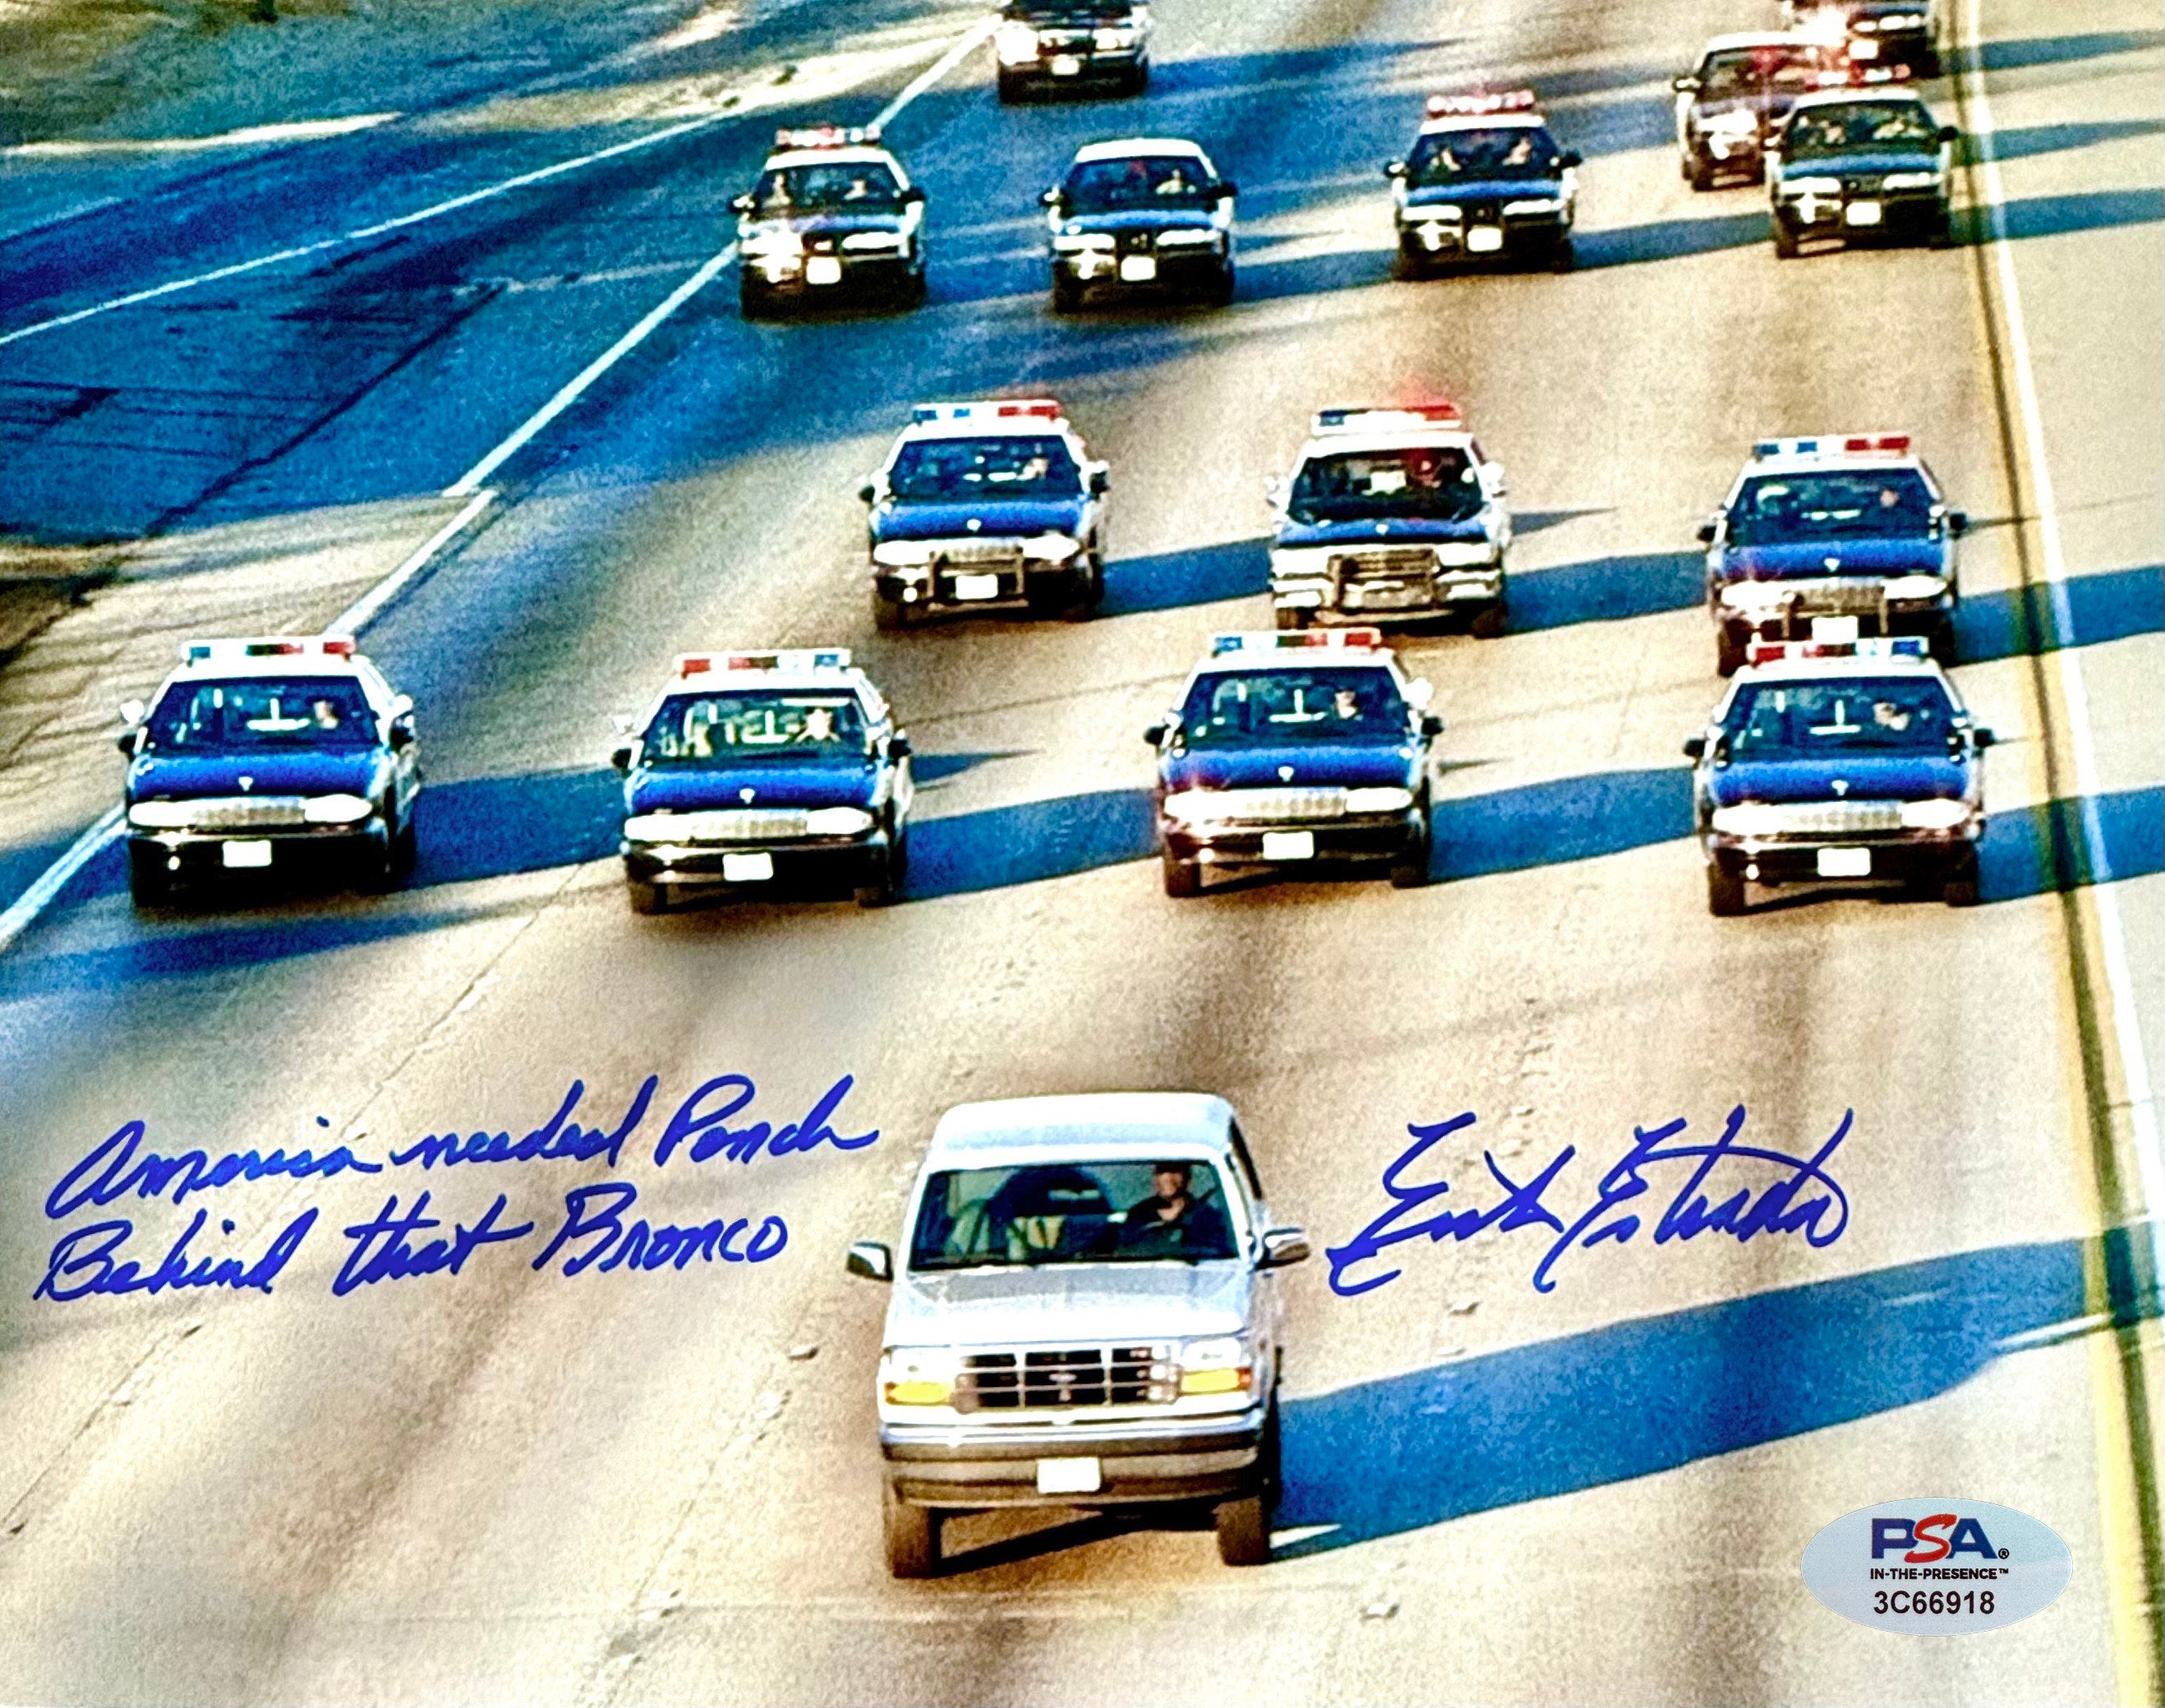 America needed Ponch
Behind that Bronco
Erik Estrada
PSA®
IN-THE-PRESENCE™
3C66918